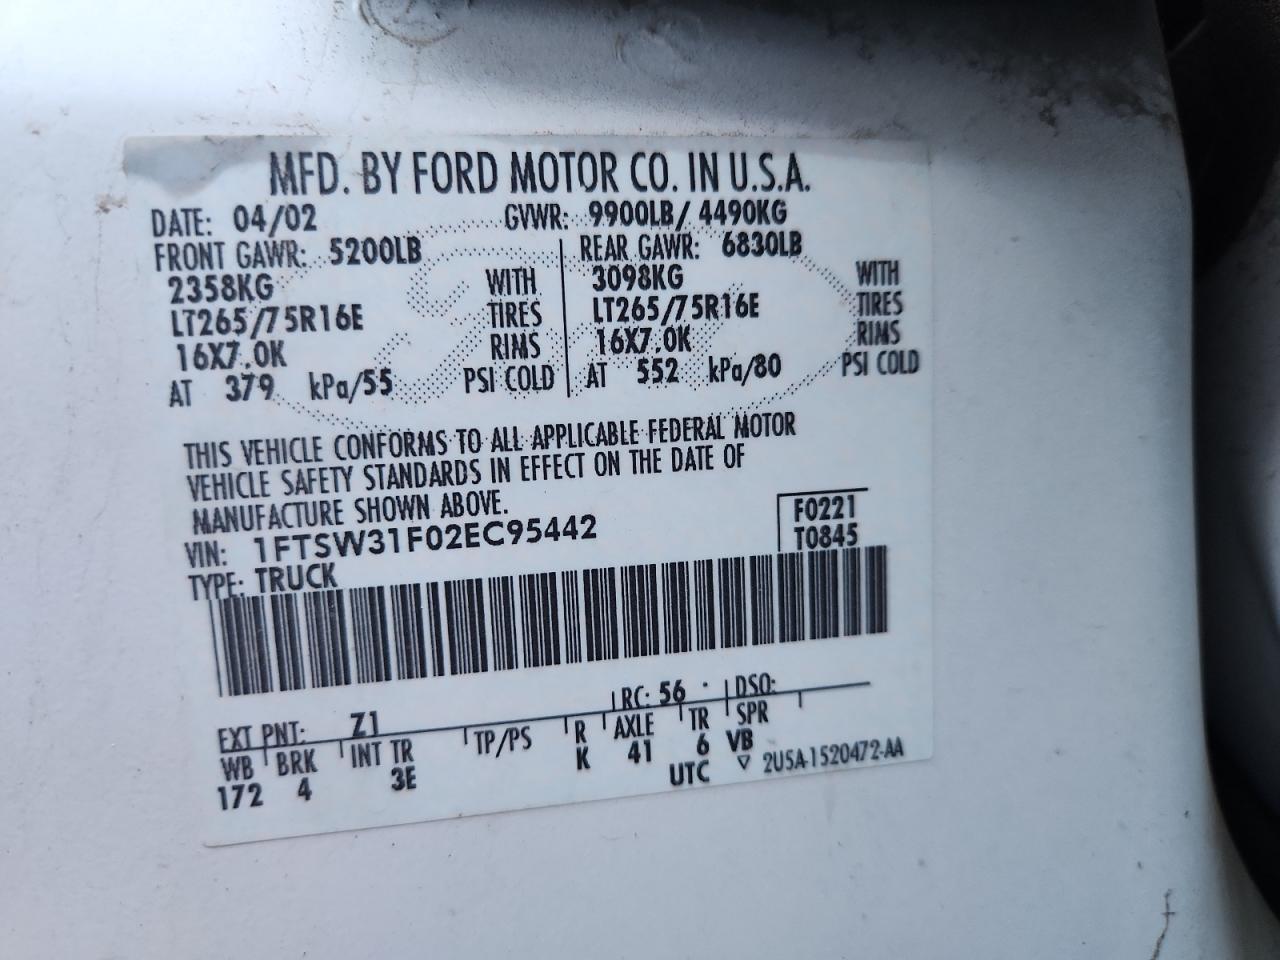 MFD. BY FORD MOTOR CO. IN U.S.A.
DATE: 04/02 GVWR: 9900LB/ 4490KG
FRONT GAWR: 5200LB REAR GAWR: 6830LB
2358KG WITH 3098KG WITH
LT265/75R16E TIRES LT265/75R16E TIRES
16X7.0K RIMS 16X7.0K RIMS
AT 379 kPa/55 PSI COLD AT 552 kPa/80 PSI COLD
THIS VEHICLE CONFORMS TO ALL APPLICABLE FEDERAL MOTOR
VEHICLE SAFETY STANDARDS IN EFFECT ON THE DATE OF
MANUFACTURE SHOWN ABOVE.
VIN: 1FTSW31F02EC95442 F0221
TYPE: TRUCK T0845
EXT PNT: Z1 RC: 56 DSO:
WB BRK INT TR TP/PS R AXLE TR SPR
172 4 3E K 41 6 VB
UTC ▽ 2U5A-1520472-AA